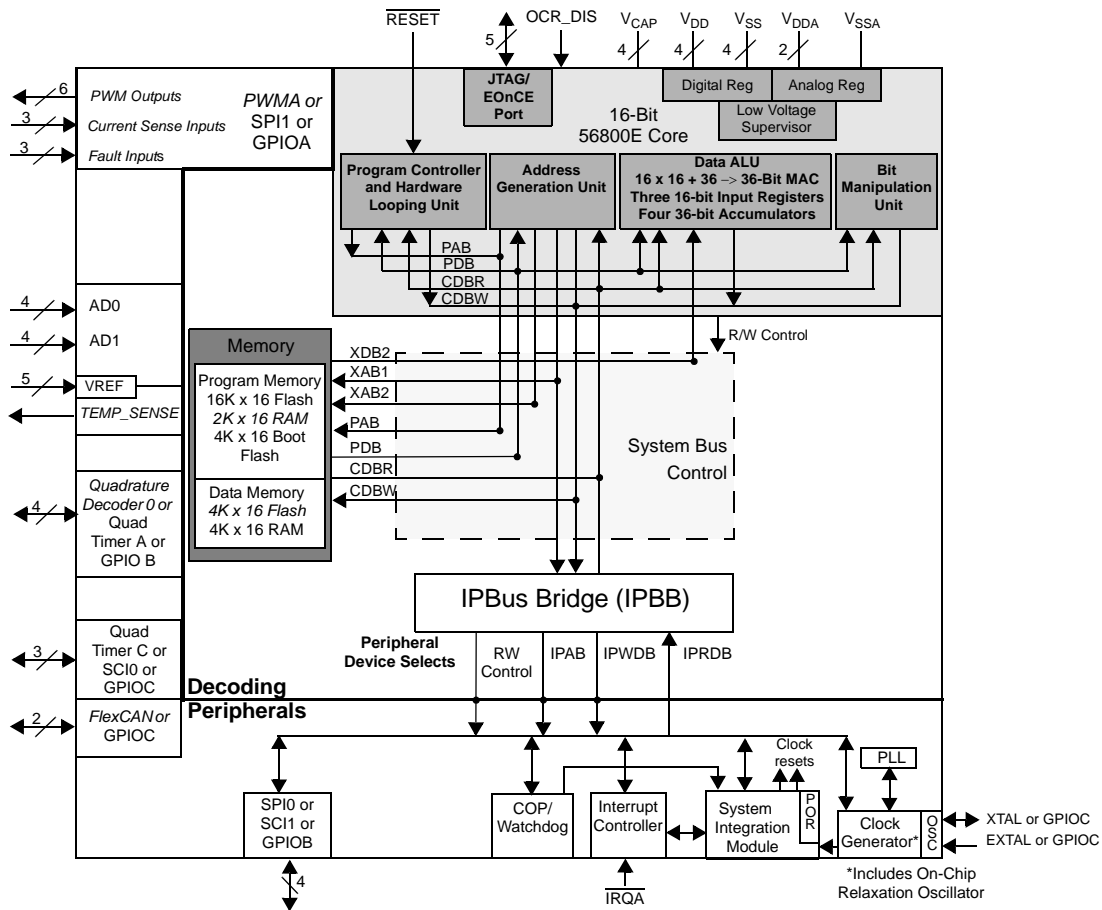 RESET
OCR_DIS
5
VCAP
VDD
VSS
VDDA
VSSA
4
4
4
2
JTAG/
EOnCE
Port
Digital Reg
Analog Reg
Low Voltage
Supervisor
16-Bit
56800E Core
6
PWM Outputs
3
Current Sense Inputs
3
Fault Inputs
PWMA or
SPI1 or
GPIOA
Program Controller
and Hardware
Looping Unit
Address
Generation Unit
Data ALU
16 x 16 + 36 -> 36-Bit MAC
Three 16-bit Input Registers
Four 36-bit Accumulators
Bit
Manipulation
Unit
PAB
PDB
CDBR
CDBW
4
AD0
4
AD1
5
VREF
TEMP_SENSE
Memory
Program Memory
16K x 16 Flash
2K x 16 RAM
4K x 16 Boot
Flash
Data Memory
4K x 16 Flash
4K x 16 RAM
XDB2
XAB1
XAB2
PAB
PDB
CDBR
CDBW
R/W Control
System Bus
Control
4
Quadrature
Decoder 0 or
Quad
Timer A or
GPIO B
IPBus Bridge (IPBB)
3
Quad
Timer C or
SCI0 or
GPIOC
Peripheral
Device Selects
RW
Control
IPAB
IPWDB
IPRDB
Decoding
Peripherals
2
FlexCAN or
GPIOC
Clock
resets
PLL
SPI0 or
SCI1 or
GPIOB
COP/
Watchdog
Interrupt
Controller
System
Integration
Module
POR
Clock
Generator*
OSC
XTAL or GPIOC
EXTAL or GPIOC
4
IRQA
*Includes On-Chip
Relaxation Oscillator